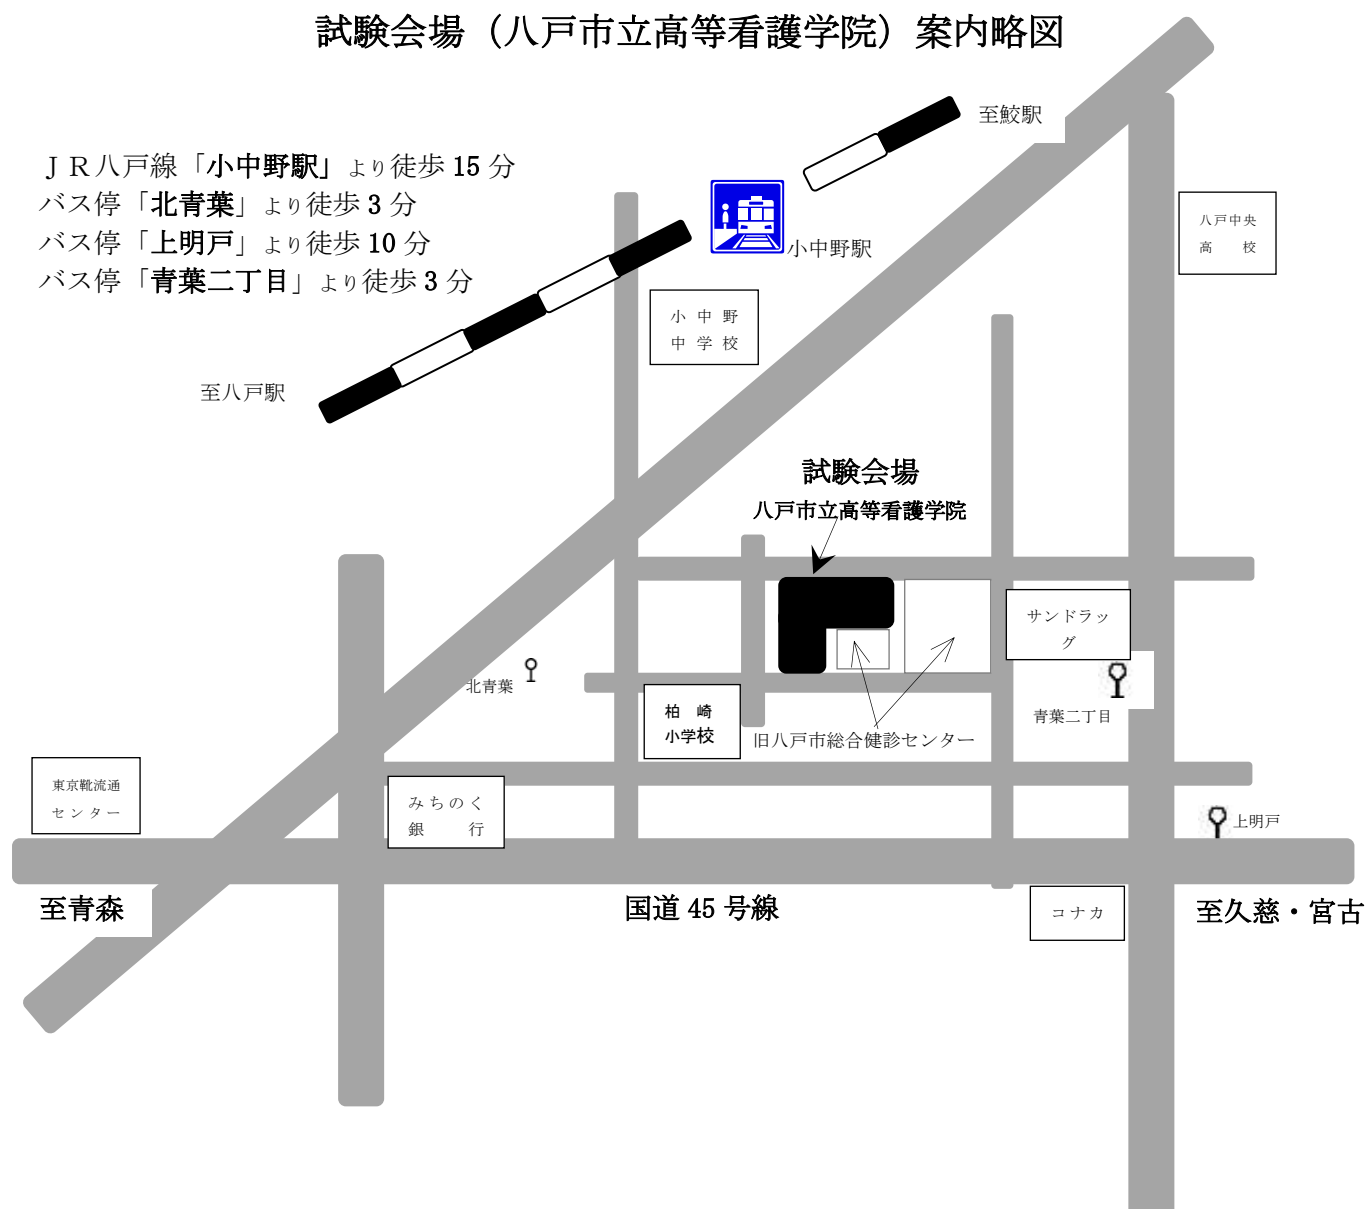 試験会場（八戸市立高等看護学院）案内略図
至鮫駅
ＪＲ八戸線「小中野駅」より徒歩 15 分
バス停「北青葉」より徒歩 3 分
バス停「上明戸」より徒歩 10 分
バス停「青葉二丁目」より徒歩 3 分
八戸中央
高　校
小中野駅
小 中 野
中 学 校
至八戸駅
試験会場
八戸市立高等看護学院
サンドラッ
グ
北青葉
青葉二丁目
柏　崎
小学校
旧八戸市総合健診センター
東京靴流通
センター
みちのく
銀　行
上明戸
至青森
国道 45 号線
コナカ
至久慈・宮古